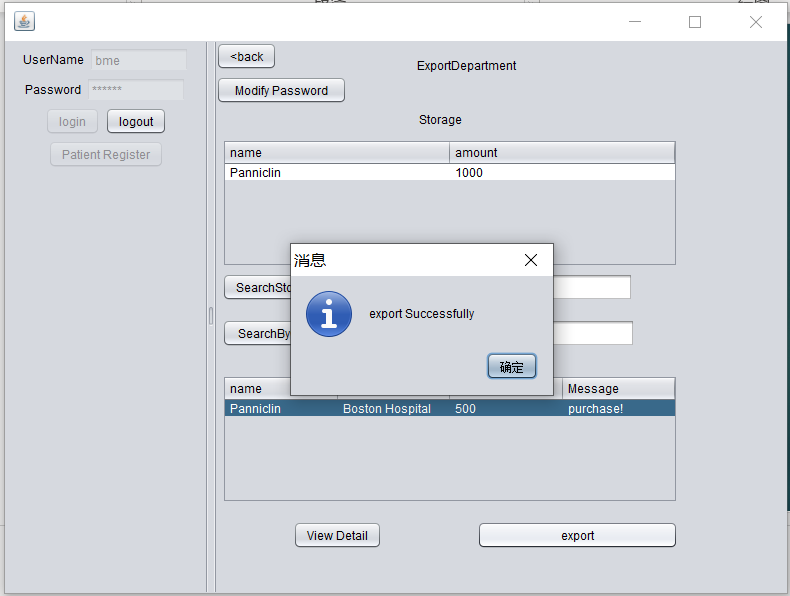 UserName bme
Password ******
login logout
Patient Register
<back
ExportDepartment
Modify Password
Storage
name amount
Panniclin 1000
消息
SearchSto
export Successfully
SearchBy
确定
name Message
Panniclin Boston Hospital 500 purchase!
View Detail export